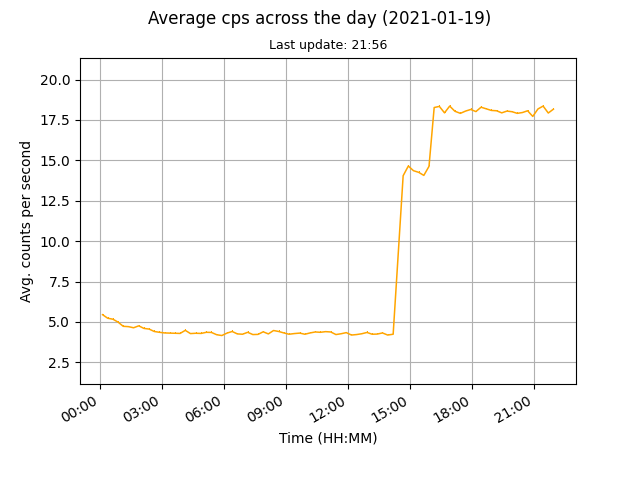 Average cps across the day (2021-01-19)
Last update: 21:56
20.0
17.5
15.0
12.5
10.0
7.5
5.0
2.5
Avg. counts per second
00:00 03:00 06:00 09:00 12:00 15:00 18:00 21:00
Time (HH:MM)